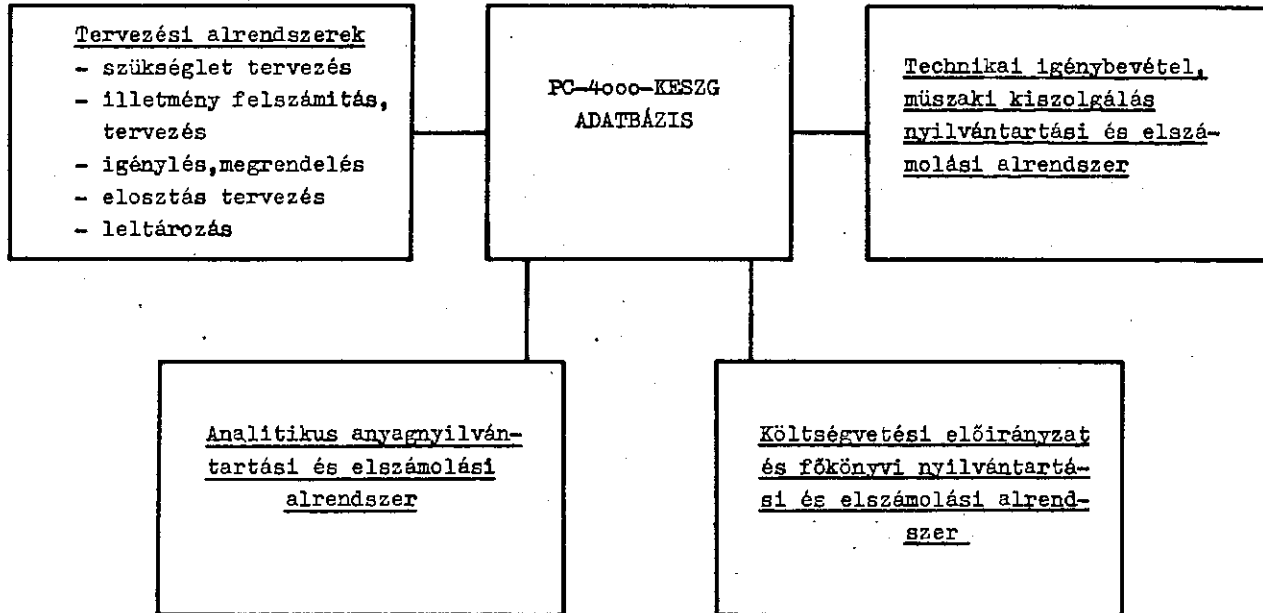 Tervezési alrendszerek
- szükséglet tervezés
- illetmény felszámitás,
tervezés
- igénylés,megrendelés
- elosztás tervezés
- leltározás
PC-4ooo-KESZG
ADATBÁZIS
Technikai igénybevétel,
müszaki kiszolgálás
nyilvántartási és elszá-
molási alrendszer
Analitikus anyagnyilván-
tartási és elszámolási
alrendszer
Költségvetési előirányzat
és főkönyvi nyilvántartá-
si és elszámolási alrend-
szer